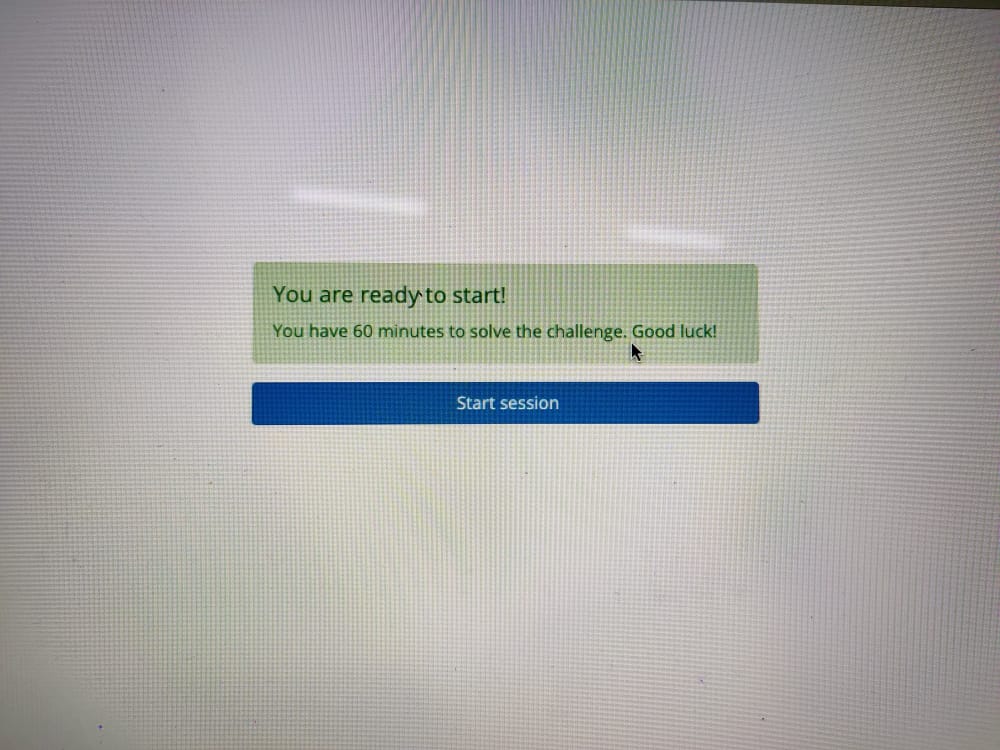 You are ready to start!
You have 60 minutes to solve the challenge. Good luck!
Start session